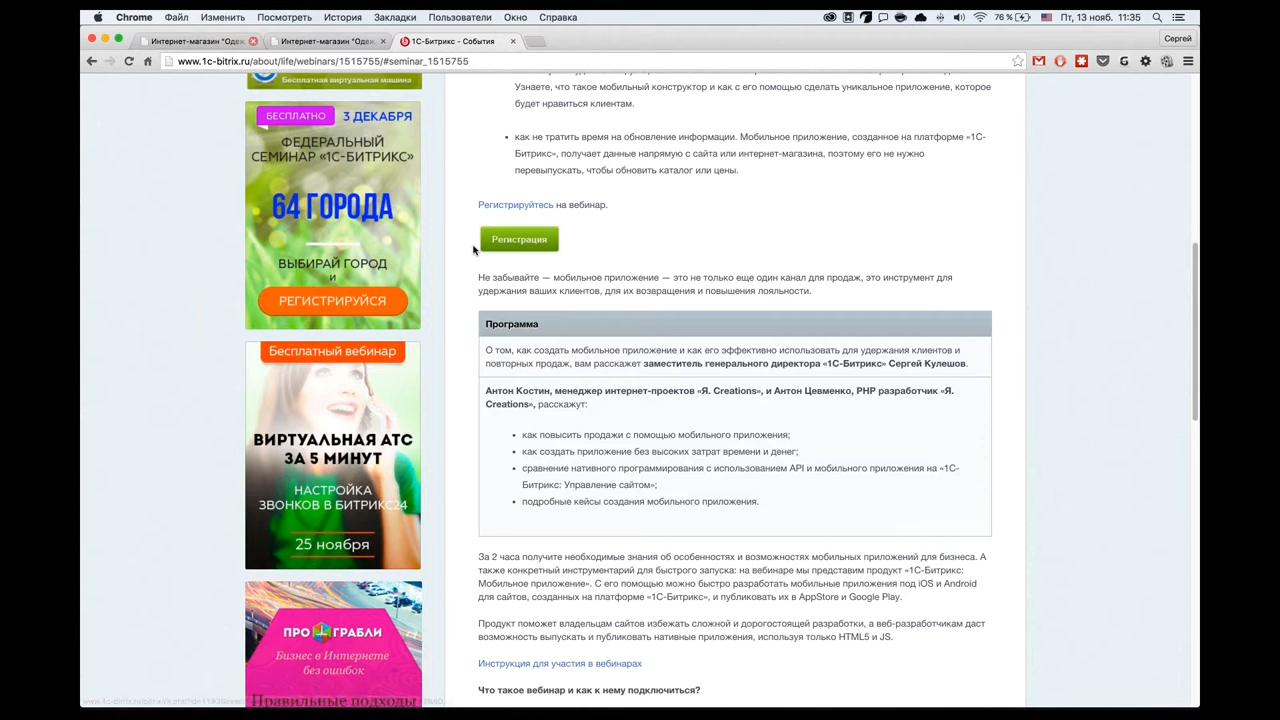 Chrome Файл Изменить Посмотреть История Закладки Пользователи Окно Справка
76 % Пт, 13 нояб. 11:35
Интернет-магазин "Одеж
Интернет-магазин "Одеж
1С-Битрикс - События
Сергей
www.1c-bitrix.ru/about/life/webinars/1515755/#seminar_1515755
Бесплатная виртуальная машина
БЕСПЛАТНО 3 ДЕКАБРЯ
ФЕДЕРАЛЬНЫЙ
СЕМИНАР «1С-БИТРИКС»
64 ГОРОДА
ВЫБИРАЙ ГОРОД
И
РЕГИСТРИРУЙСЯ
Бесплатный вебинар
ВИРТУАЛЬНАЯ АТС
ЗА 5 МИНУТ
НАСТРОЙКА
ЗВОНКОВ В БИТРИКС24
25 ноября
ПРО ГРАБЛИ
Бизнес в Интернете
без ошибок
Правильные подходы
Узнаете, что такое мобильный конструктор и как с его помощью сделать уникальное приложение, которое
будет нравиться клиентам.
как не тратить время на обновление информации. Мобильное приложение, созданное на платформе «1С-
Битрикс», получает данные напрямую с сайта или интернет-магазина, поэтому его не нужно
перевыпускать, чтобы обновить каталог или цены.
Регистрируйтесь на вебинар.
Регистрация
Не забывайте — мобильное приложение — это не только еще один канал для продаж, это инструмент для
удержания ваших клиентов, для их возвращения и повышения лояльности.
Программа
О том, как создать мобильное приложение и как его эффективно использовать для удержания клиентов и
повторных продаж, вам расскажет заместитель генерального директора «1С-Битрикс» Сергей Кулешов.
Антон Костин, менеджер интернет-проектов «Я. Creations», и Антон Цевменко, PHP разработчик «Я.
Creations», расскажут:
как повысить продажи с помощью мобильного приложения;
как создать приложение без высоких затрат времени и денег;
сравнение нативного программирования с использованием API и мобильного приложения на «1С-
Битрикс: Управление сайтом»;
подробные кейсы создания мобильного приложения.
За 2 часа получите необходимые знания об особенностях и возможностях мобильных приложений для бизнеса. А
также конкретный инструментарий для быстрого запуска: на вебинаре мы представим продукт «1С-Битрикс:
Мобильное приложение». С его помощью можно быстро разработать мобильные приложения под iOS и Android
для сайтов, созданных на платформе «1С-Битрикс», и публиковать их в AppStore и Google Play.
Продукт поможет владельцам сайтов избежать сложной и дорогостоящей разработки, а веб-разработчикам даст
возможность выпускать и публиковать нативные приложения, используя только HTML5 и JS.
Инструкция для участия в вебинарах
Что такое вебинар и как к нему подключиться?